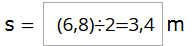 s = (6,8)÷2=3,4 m